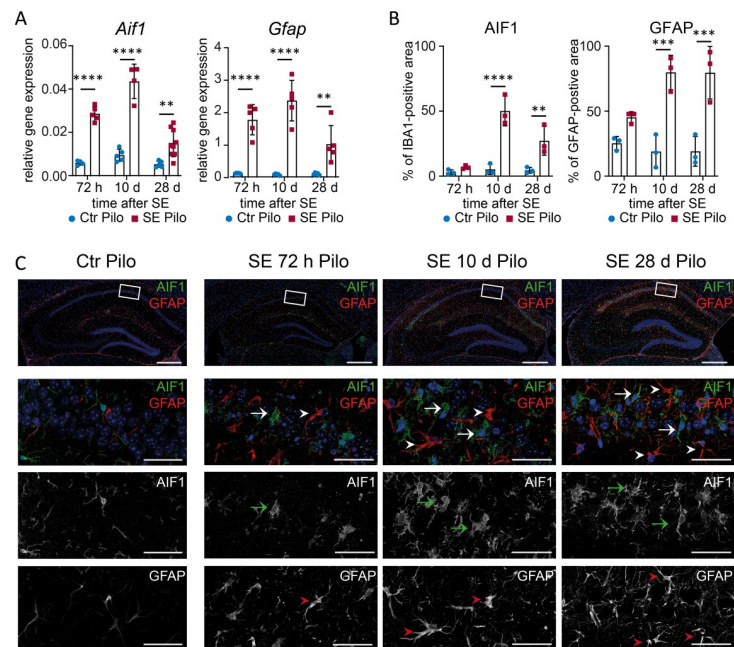 A
Aif1
relative gene expression
0.06
0.04
0.02
0.00
****
****
**
72 h
10 d
28 d
time after SE
Ctr Pilo
SE Pilo
Gfap
relative gene expression
5
4
3
2
1
0
****
****
**
72 h
10 d
28 d
time after SE
Ctr Pilo
SE Pilo
B
AIF1
% of IBA1-positive area
100
50
0
****
**
72 h
10 d
28 d
time after SE
Ctr Pilo
SE Pilo
GFAP
% of GFAP-postive area
100
50
0
***
***
72 h
10 d
28 d
time after SE
Ctr Pilo
SE Pilo
C
Ctr Pilo
SE 72 h Pilo
SE 10 d Pilo
SE 28 d Pilo
AIF1
GFAP
AIF1
GFAP
AIF1
GFAP
AIF1
GFAP
AIF1
GFAP
AIF1
GFAP
AIF1
GFAP
AIF1
GFAP
AIF1
AIF1
AIF1
AIF1
GFAP
GFAP
GFAP
GFAP